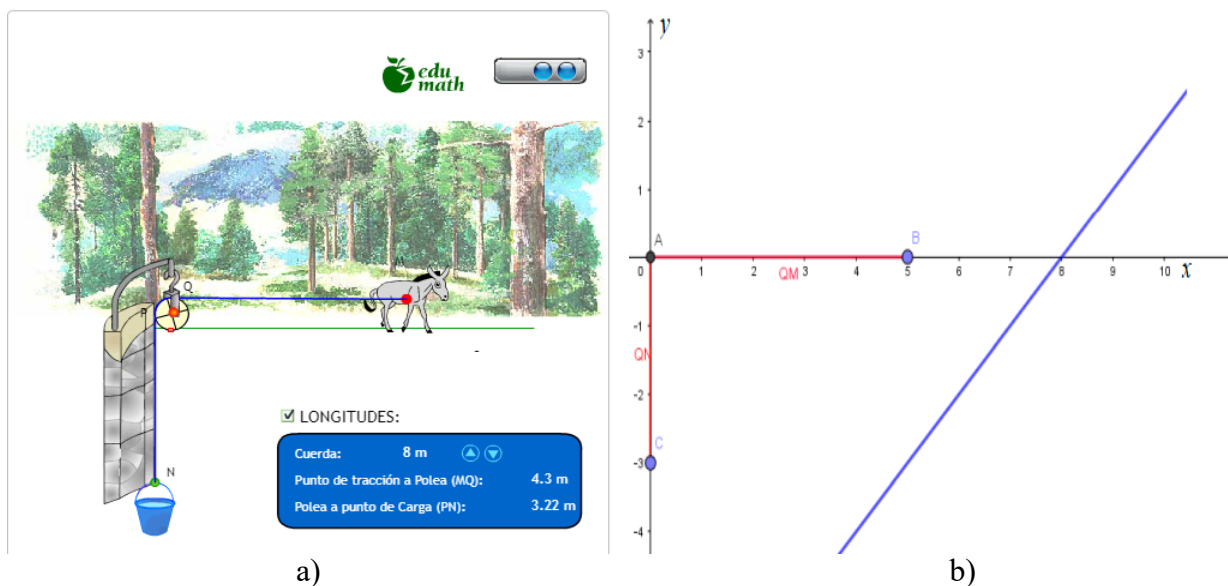 edu
math
Q
M
P
N
LONGITUDES:
Cuerda: 8 m
Punto de tracción a Polea (MQ): 4.3 m
Polea a punto de Carga (PN): 3.22 m
a)
y
3
2
1
A
B
0 1 2 3 4 5 6 7 8 9 10 x
QM
-1
QN
-2
C
-3
-4
b)